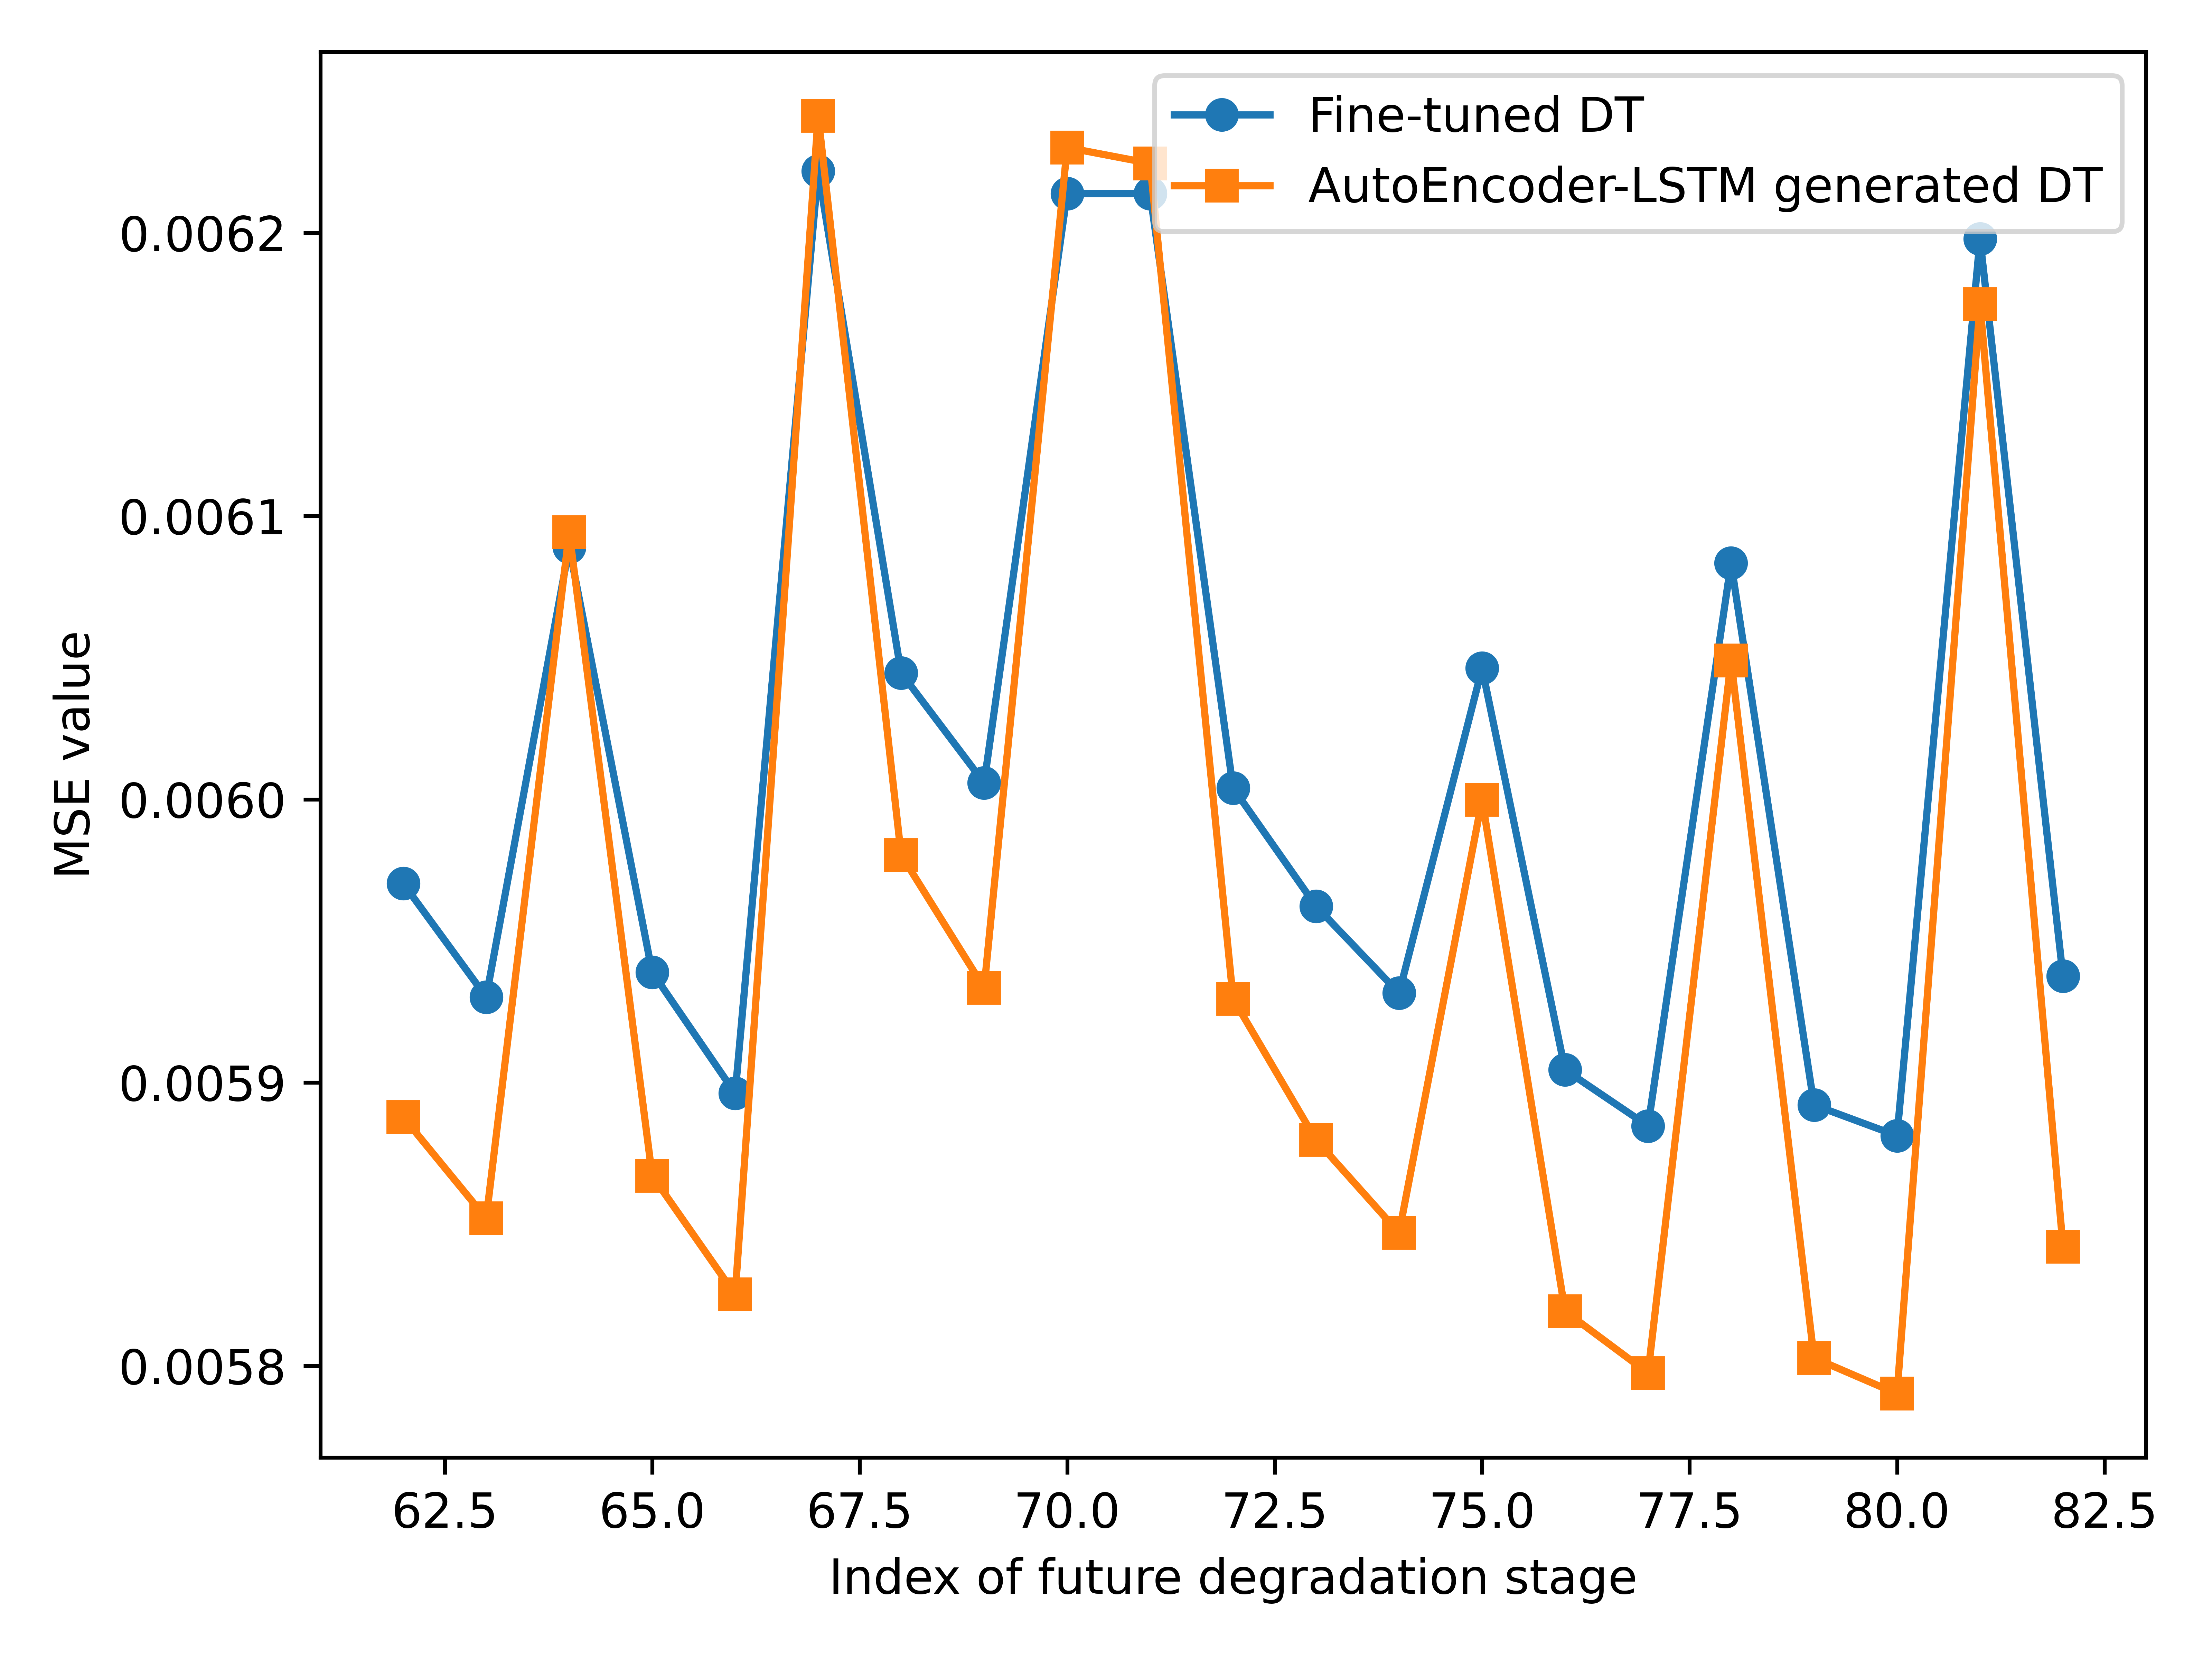 Fine-tuned DT
AutoEncoder-LSTM generated DT
0.0062
0.0061
0.0060
0.0059
0.0058
MSE value
62.5 65.0 67.5 70.0 72.5 75.0 77.5 80.0 82.5
Index of future degradation stage